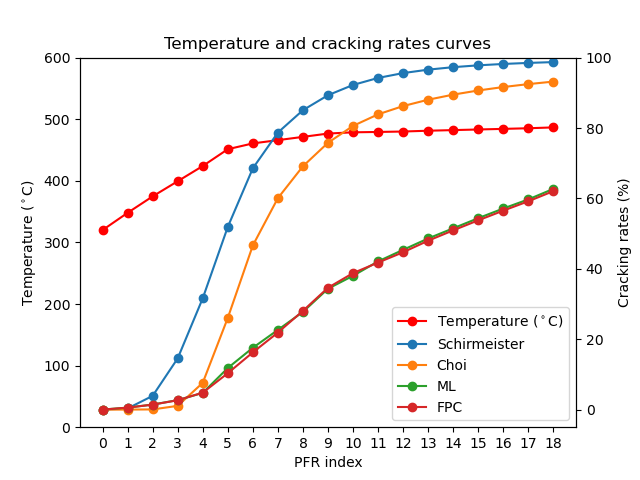 Temperature and cracking rates curves
600
500
400
300
200
100
0
Temperature (°C)
100
80
60
40
20
0
Cracking rates (%)
Temperature (°C)
Schirmeister
Choi
ML
FPC
0 1 2 3 4 5 6 7 8 9 10 11 12 13 14 15 16 17 18
PFR index